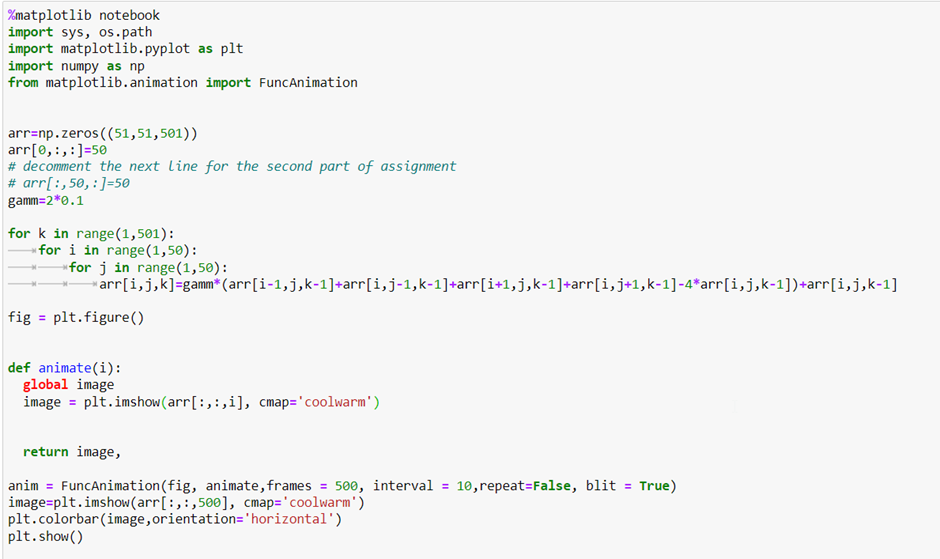 %matplotlib notebook
import sys, os.path
import matplotlib.pyplot as plt
import numpy as np
from matplotlib.animation import FuncAnimation
arr=np.zeros((51,51,501))
arr[0,:,:]=50
# decomment the next line for the second part of assignment
# arr[:,50,:]=50
gamm=2*0.1
for k in range(1,501):
for i in range(1,50):
for j in range(1,50):
arr[i,j,k]=gamm*(arr[i-1,j,k-1]+arr[i,j-1,k-1]+arr[i+1,j,k-1]+arr[i,j+1,k-1]-4*arr[i,j,k-1])+arr[i,j,k-1]
fig = plt.figure()
def animate(i):
global image
image = plt.imshow(arr[:,:,i], cmap='coolwarm')
return image,
anim = FuncAnimation(fig, animate,frames = 500, interval = 10,repeat=False, blit = True)
image=plt.imshow(arr[:,:,500], cmap='coolwarm')
plt.colorbar(image,orientation='horizontal')
plt.show()